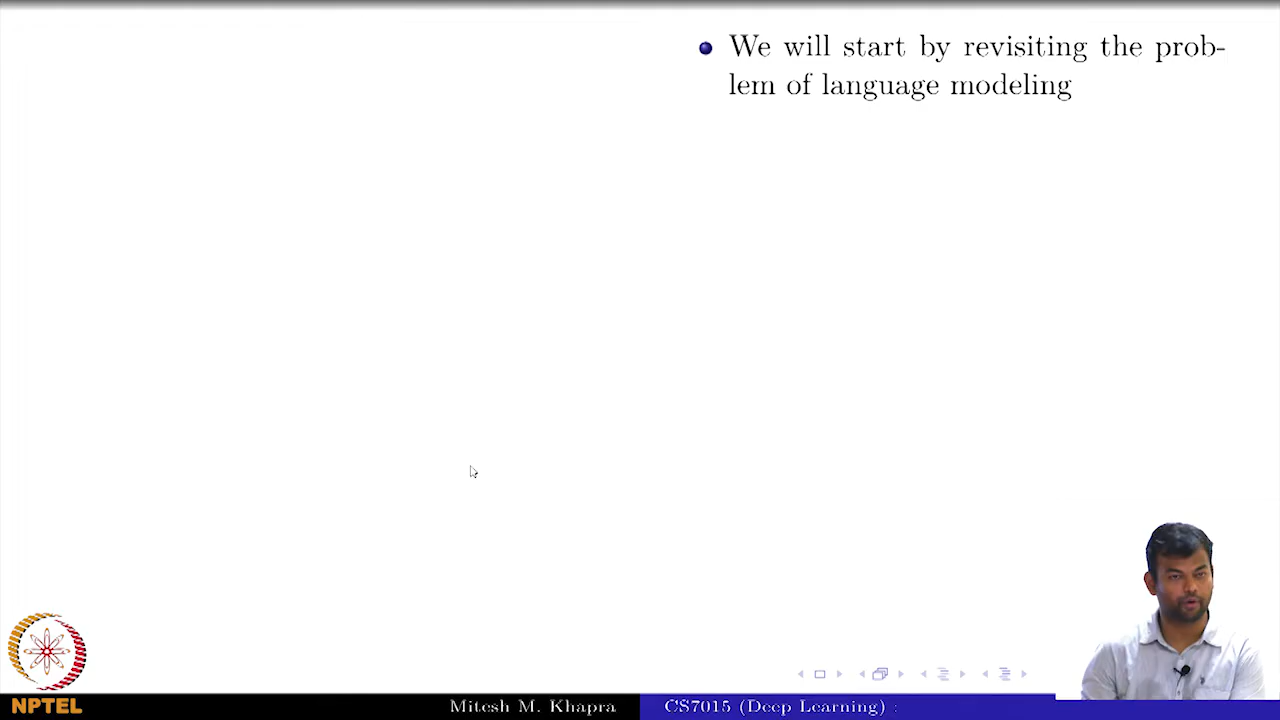 We will start by revisiting the prob-
lem of language modeling
NPTEL
Mitesh M. Khapra
CS7015 (Deep Learning) :